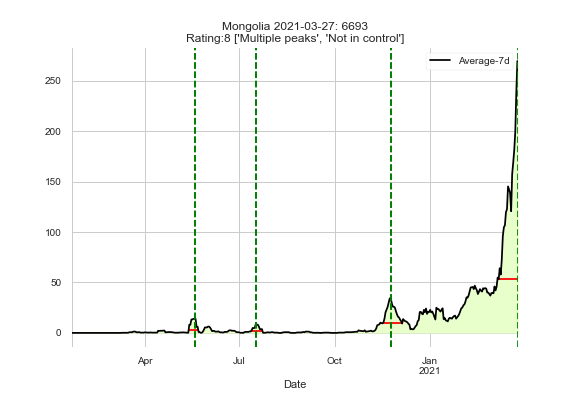 Mongolia 2021-03-27: 6693
Rating:8 ['Multiple peaks', 'Not in control']
Average-7d
250
200
150
100
50
0
Apr
Jul
Oct
Jan
2021
Date